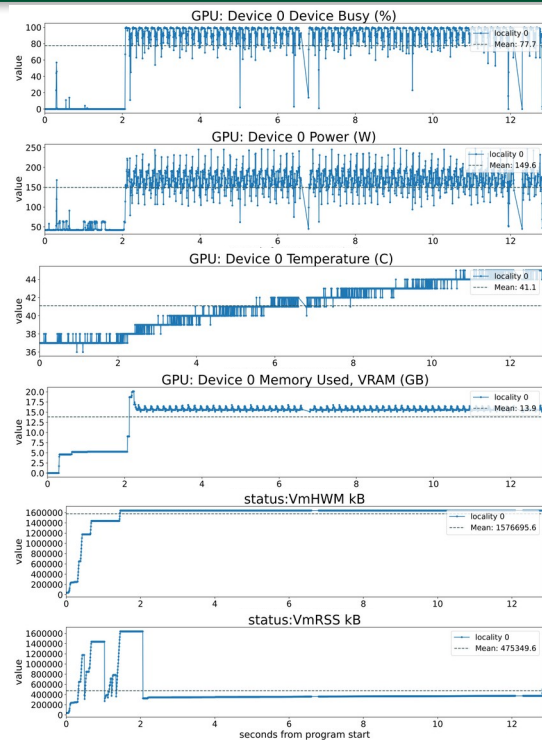 GPU: Device 0 Device Busy (%)
100
80
60
40
20
0
value
locality 0
Mean: 77.7
0 2 4 6 8 10 12
GPU: Device 0 Power (W)
250
200
150
100
50
value
locality 0
Mean: 149.6
0 2 4 6 8 10 12
GPU: Device 0 Temperature (C)
44
42
40
38
36
value
locality 0
Mean: 41.1
0 2 4 6 8 10 12
GPU: Device 0 Memory Used, VRAM (GB)
20.0
17.5
15.0
12.5
10.0
7.5
5.0
2.5
0.0
value
locality 0
Mean: 13.9
0 2 4 6 8 10 12
status:VmHWM kB
1600000
1400000
1200000
1000000
800000
600000
400000
200000
0
value
locality 0
Mean: 1576695.6
0 2 4 6 8 10 12
status:VmRSS kB
1600000
1400000
1200000
1000000
800000
600000
400000
200000
0
value
locality 0
Mean: 475349.6
0 2 4 6 8 10 12
seconds from program start